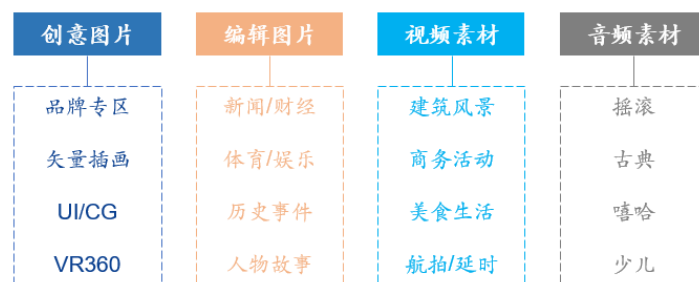 创意图片
编辑图片
视频素材
音频素材
品牌专区
新闻/财经
建筑风景
摇滚
矢量插画
体育/娱乐
商务活动
古典
UI/CG
历史事件
美食生活
嘻哈
VR360
人物故事
航拍/延时
少儿